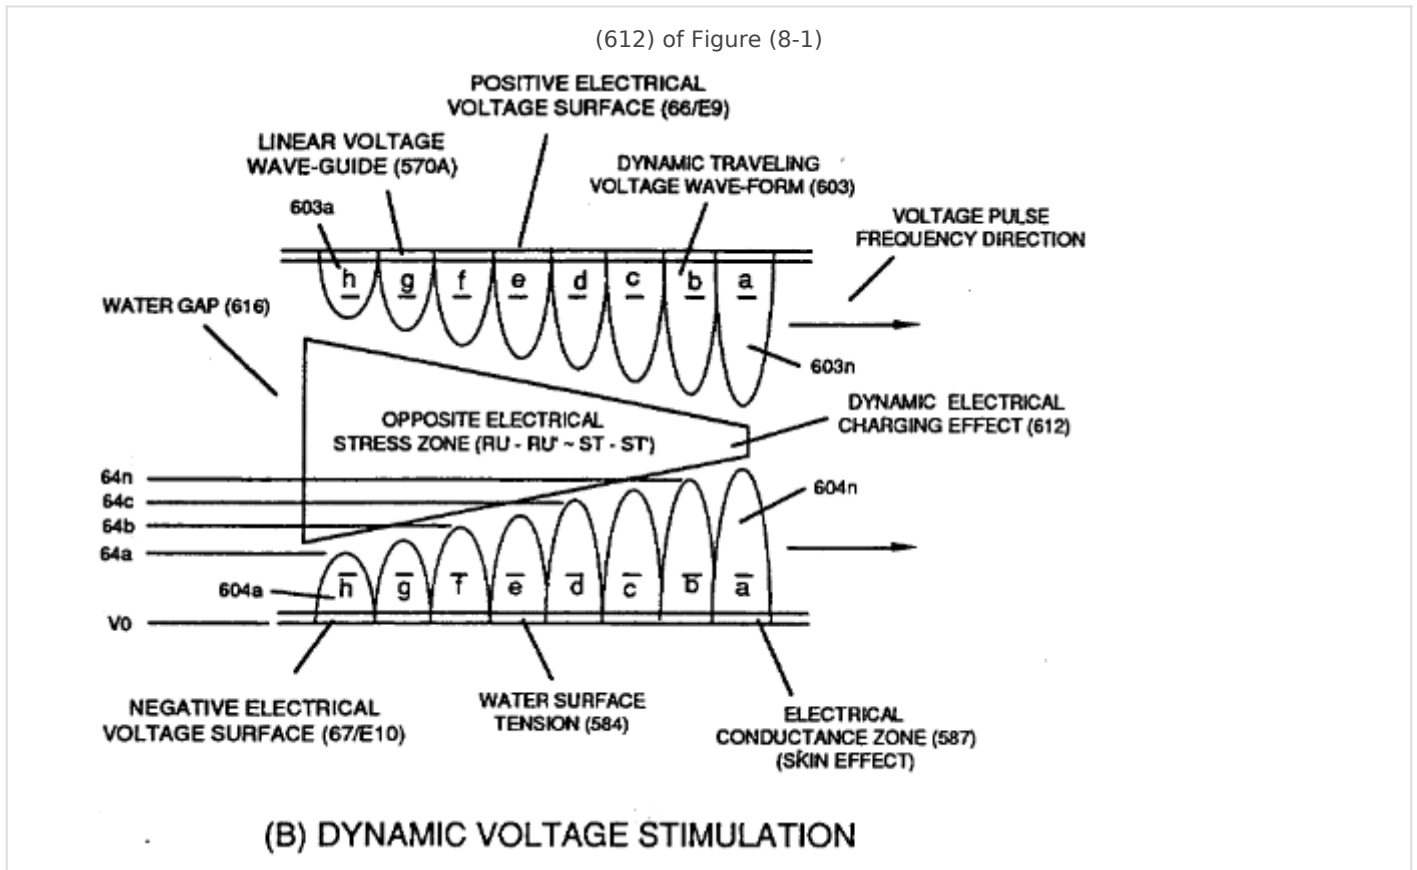 (612) of Figure (8-1)
POSITIVE ELECTRICAL
VOLTAGE SURFACE (66/E9)
LINEAR VOLTAGE
WAVE-GUIDE (570A)
DYNAMIC TRAVELING
VOLTAGE WAVE-FORM (603)
603a
VOLTAGE PULSE
FREQUENCY DIRECTION
h g f e d c b a
WATER GAP (616)
603n
DYNAMIC ELECTRICAL
CHARGING EFFECT (612)
OPPOSITE ELECTRICAL
STRESS ZONE (RU - RU' ~ ST - ST')
64n
64c
64b
64a
604n
604a
h g f e d c b a
V0
NEGATIVE ELECTRICAL
VOLTAGE SURFACE (67/E10)
WATER SURFACE
TENSION (584)
ELECTRICAL
CONDUCTANCE ZONE (587)
(SKIN EFFECT)
(B) DYNAMIC VOLTAGE STIMULATION